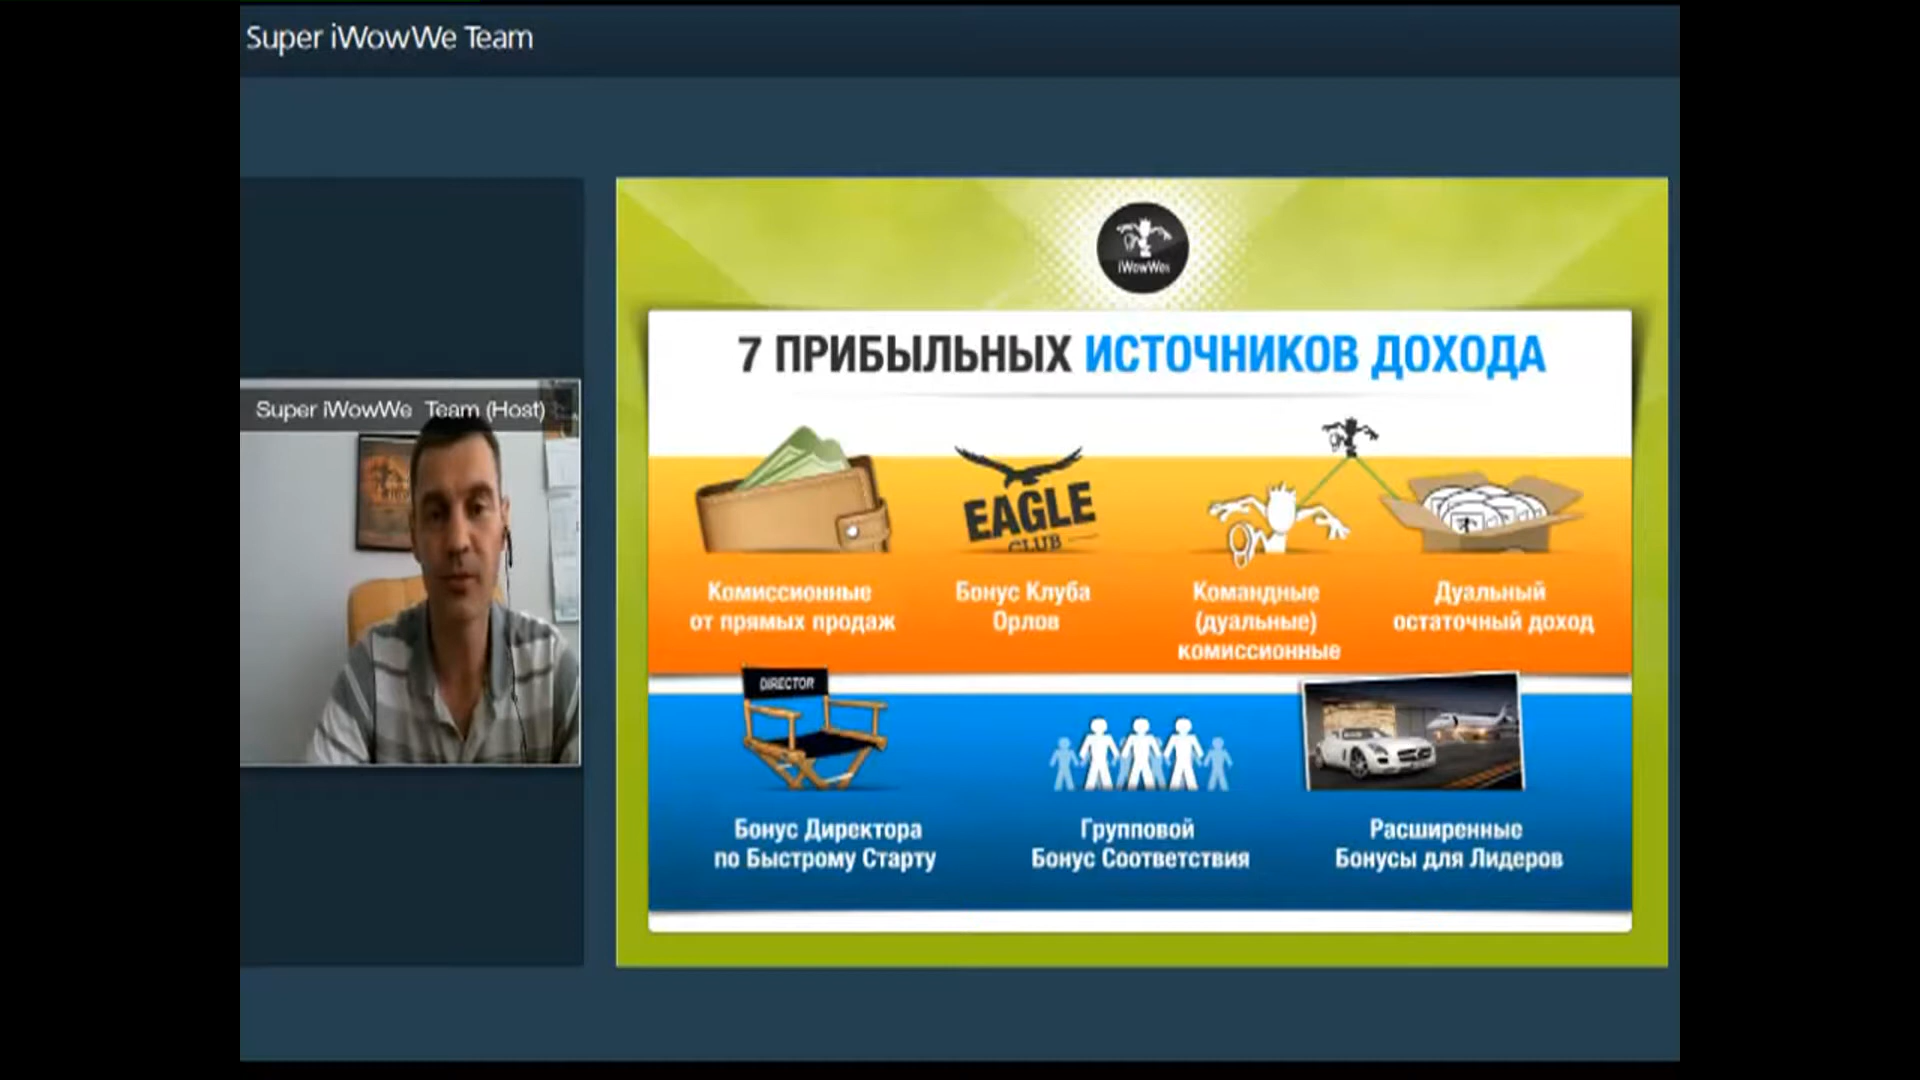 Super iWowWe Team
Super iWowWe Team (Host)
iWowWe
7 ПРИБЫЛЬНЫХ ИСТОЧНИКОВ ДОХОДА
EAGLE
CLUB
Комиссионные
от прямых продаж
Бонус Клуба
Орлов
Командные
(дуальные)
комиссионные
Дуальный
остаточный доход
DIRECTOR
Бонус Директора
по Быстрому Старту
Групповой
Бонус Соответствия
Расширенные
Бонусы для Лидеров